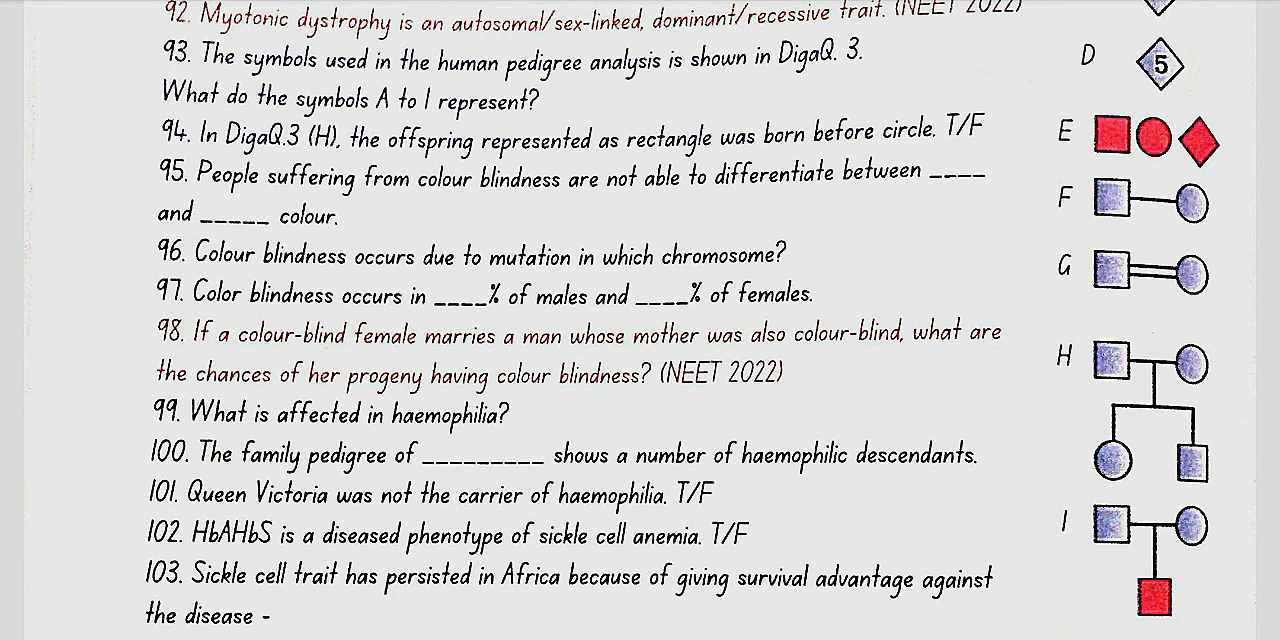 92. Myotonic dystrophy is an autosomal/sex-linked, dominant/recessive trait. (NEET 2022)
93. The symbols used in the human pedigree analysis is shown in DigaQ. 3.
What do the symbols A to I represent?
94. In DigaQ.3 (H), the offspring represented as rectangle was born before circle. T/F
95. People suffering from colour blindness are not able to differentiate between ____
and _____ colour.
96. Colour blindness occurs due to mutation in which chromosome?
97. Color blindness occurs in ____% of males and ____% of females.
98. If a colour-blind female marries a man whose mother was also colour-blind, what are
the chances of her progeny having colour blindness? (NEET 2022)
99. What is affected in haemophilia?
100. The family pedigree of _________ shows a number of haemophilic descendants.
101. Queen Victoria was not the carrier of haemophilia. T/F
102. HbAHbS is a diseased phenotype of sickle cell anemia. T/F
103. Sickle cell trait has persisted in Africa because of giving survival advantage against
the disease -
D 5
E
F
G
H
I